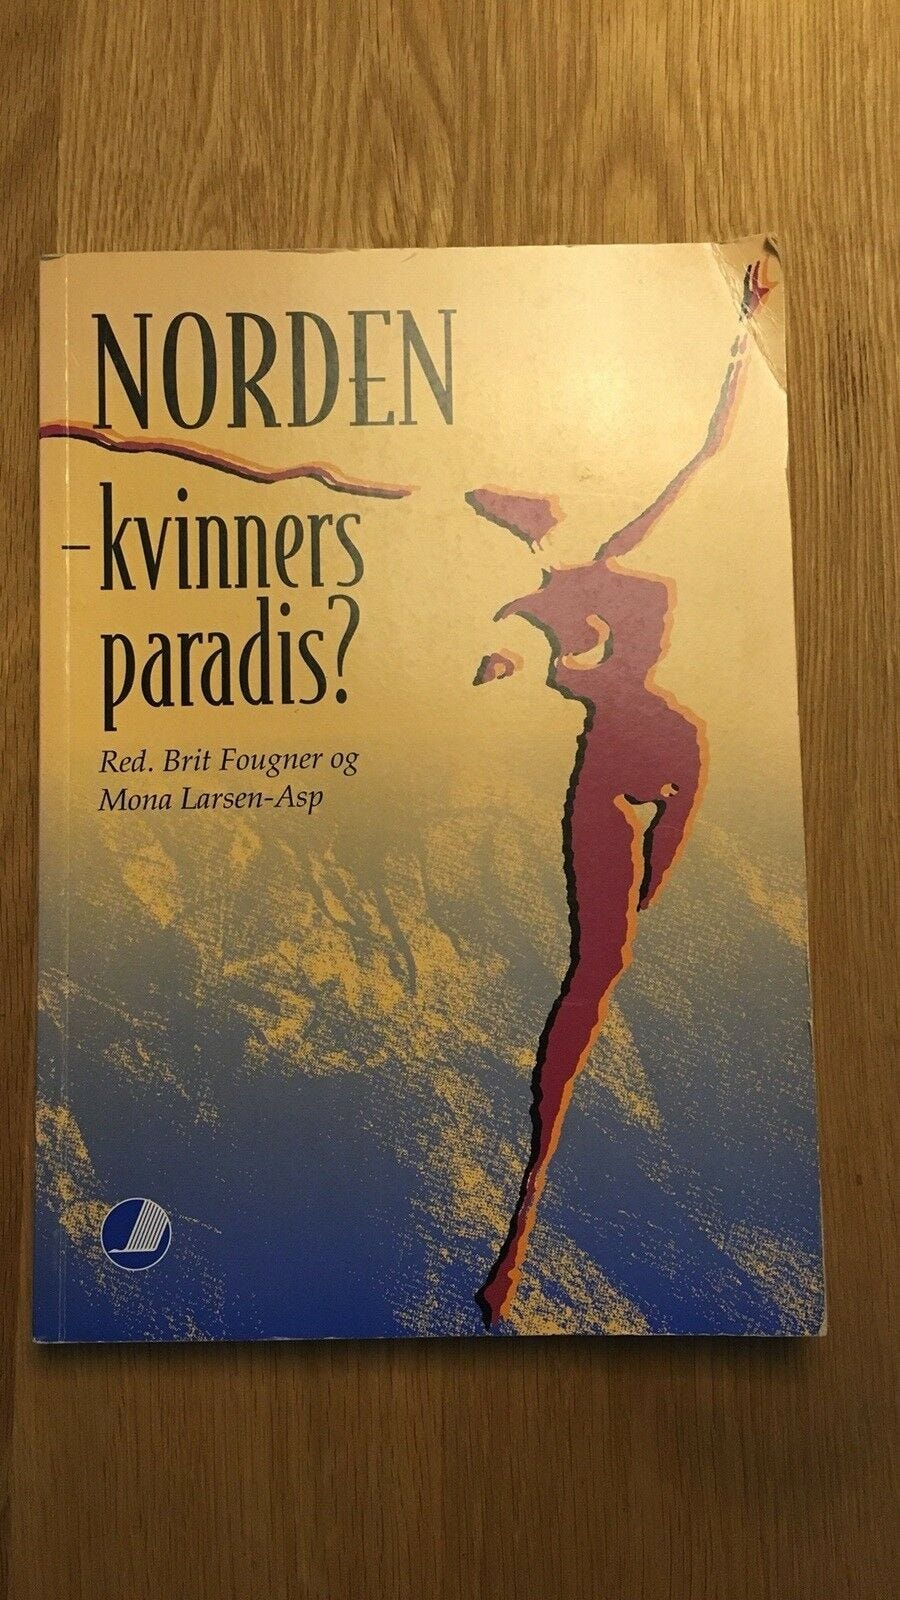 NORDEN
– kvinners
paradis?
Red. Brit Fougner og
Mona Larsen-Asp